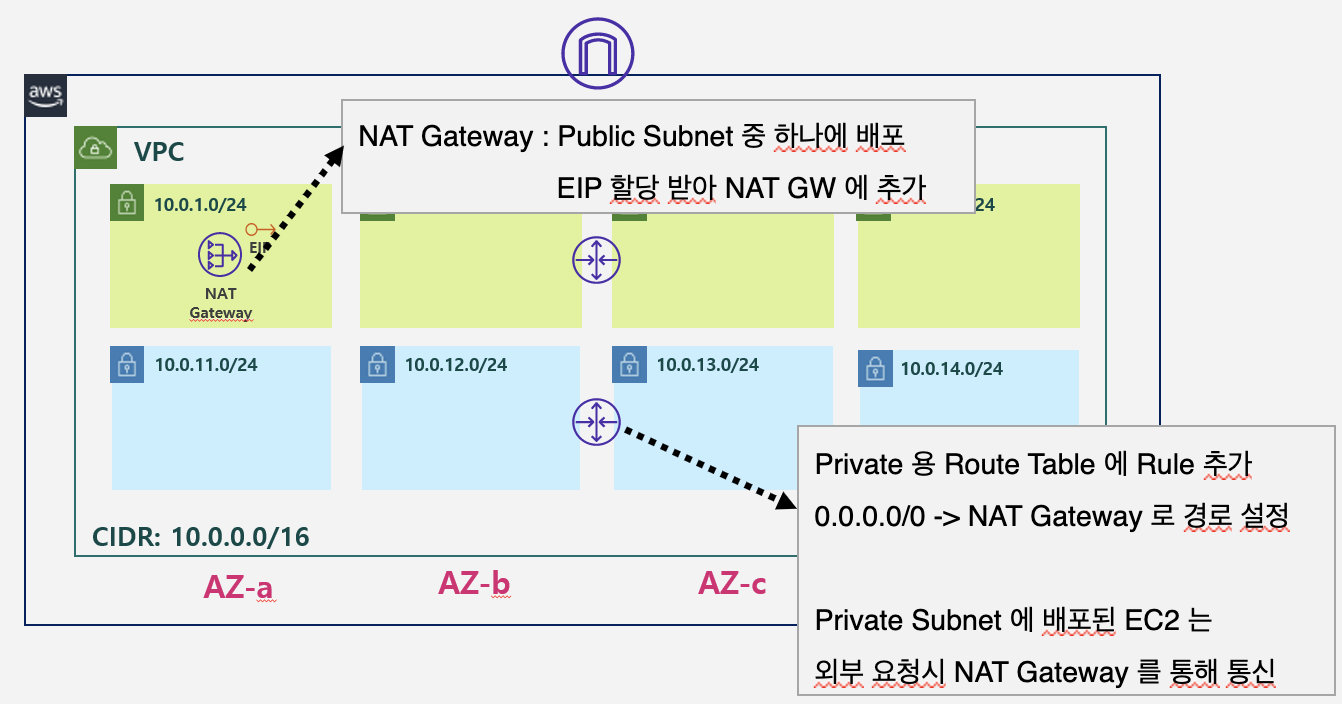 aws
NAT Gateway : Public Subnet 중 하나에 배포
EIP 할당 받아 NAT GW 에 추가
VPC
10.0.1.0/24
24
EIP
NAT
Gateway
10.0.11.0/24
10.0.12.0/24
10.0.13.0/24
10.0.14.0/24
Private 용 Route Table 에 Rule 추가
0.0.0.0/0 -> NAT Gateway 로 경로 설정
Private Subnet 에 배포된 EC2 는
외부 요청시 NAT Gateway 를 통해 통신
CIDR: 10.0.0.0/16
AZ-a
AZ-b
AZ-c